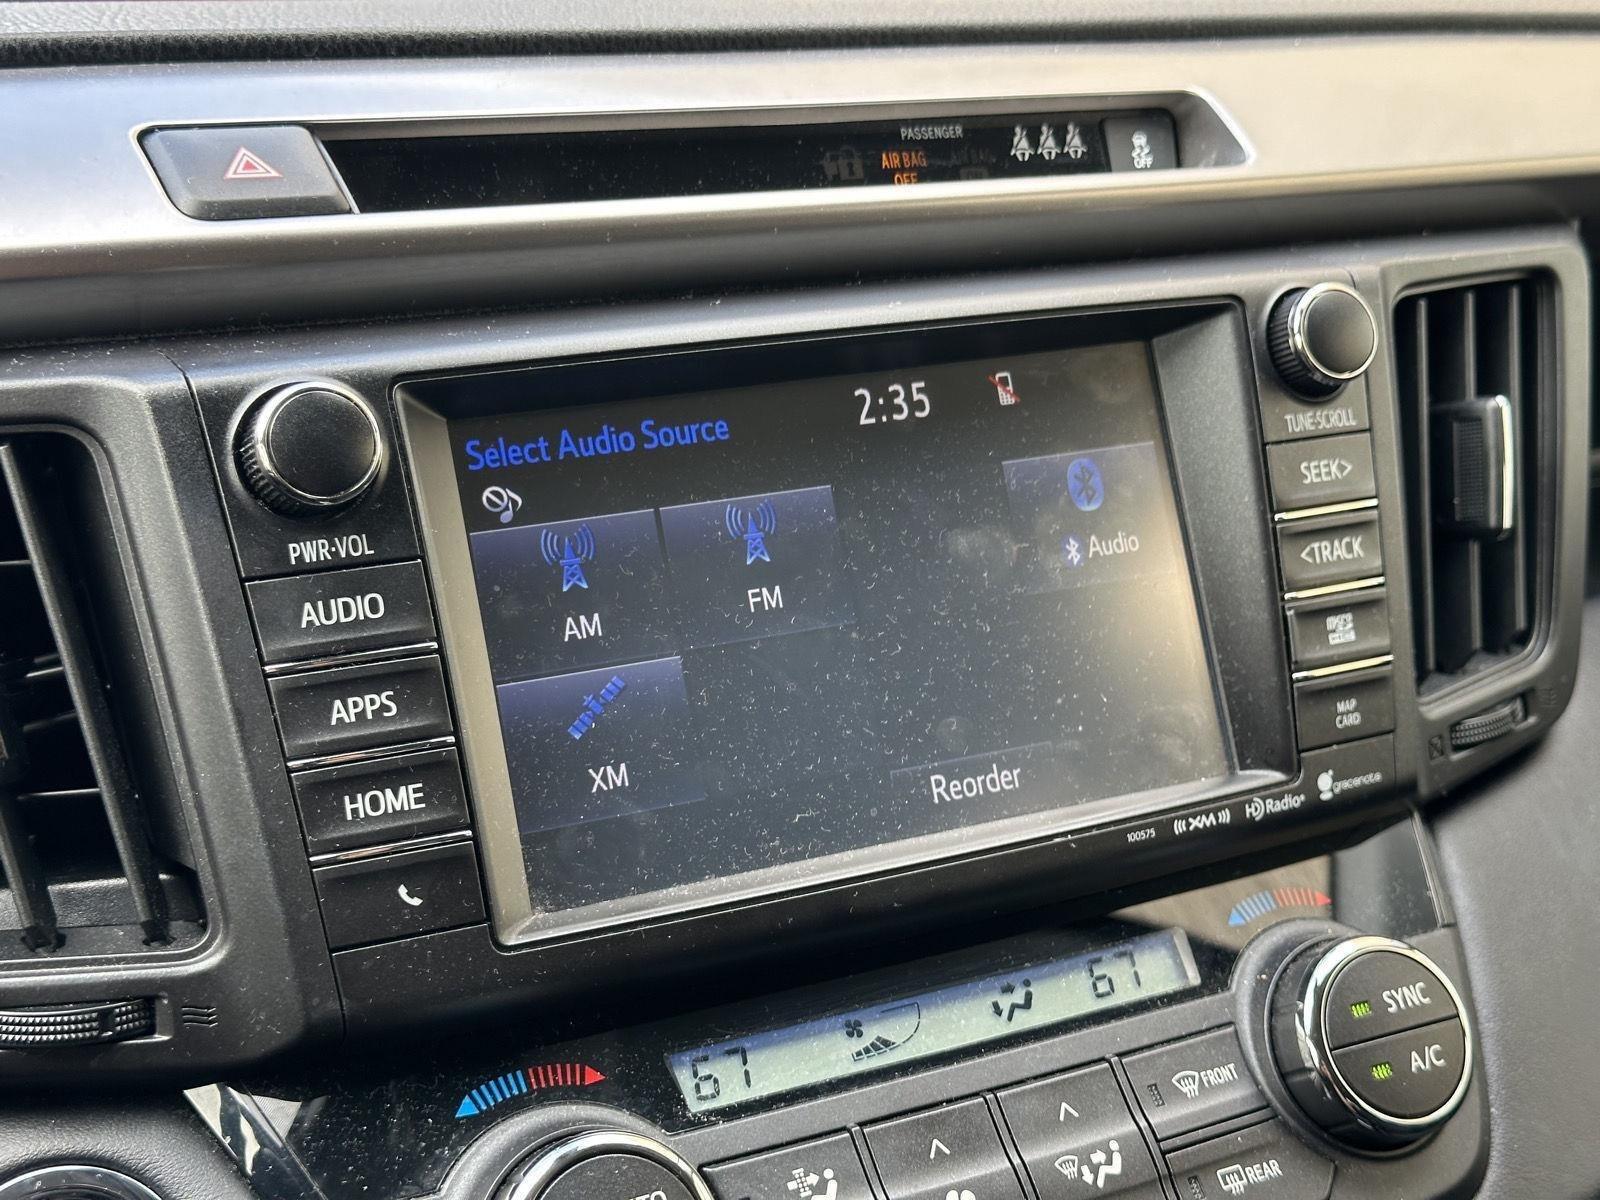 PASSENGER
AIR BAG
OFF
OFF
2:35
Select Audio Source
AM
FM
Audio
XM
Reorder
PWR·VOL
AUDIO
APPS
HOME
TUNE·SCROLL
SEEK>
<TRACK
MAP
CARD
100575
((( XM )))
HD Radio®
gracenote
67
67
SYNC
A/C
FRONT
REAR